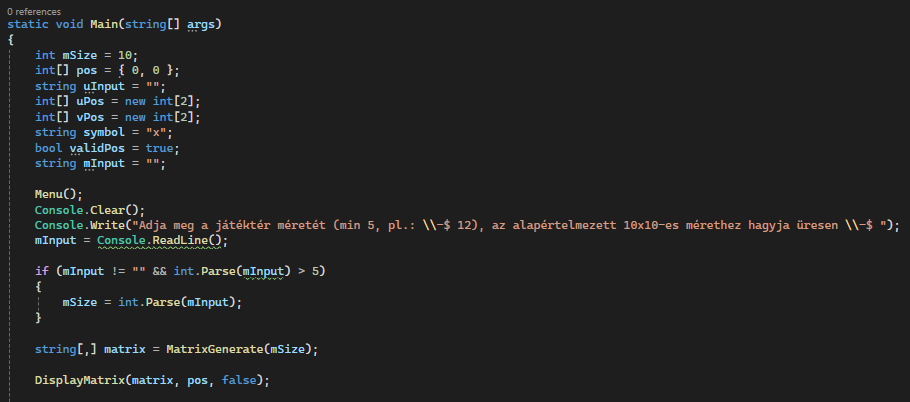 0 references
static void Main(string[] args)
{
int mSize = 10;
int[] pos = { 0, 0 };
string uInput = "";
int[] uPos = new int[2];
int[] vPos = new int[2];
string symbol = "x";
bool validPos = true;
string mInput = "";
Menu();
Console.Clear();
Console.Write("Adja meg a játéktér méretét (min 5, pl.: \\~$ 12), az alapértelmezett 10x10-es mérethez hagyja üresen \\~$ ");
mInput = Console.ReadLine();
if (mInput != "" && int.Parse(mInput) > 5)
{
mSize = int.Parse(mInput);
}
string[,] matrix = MatrixGenerate(mSize);
DisplayMatrix(matrix, pos, false);